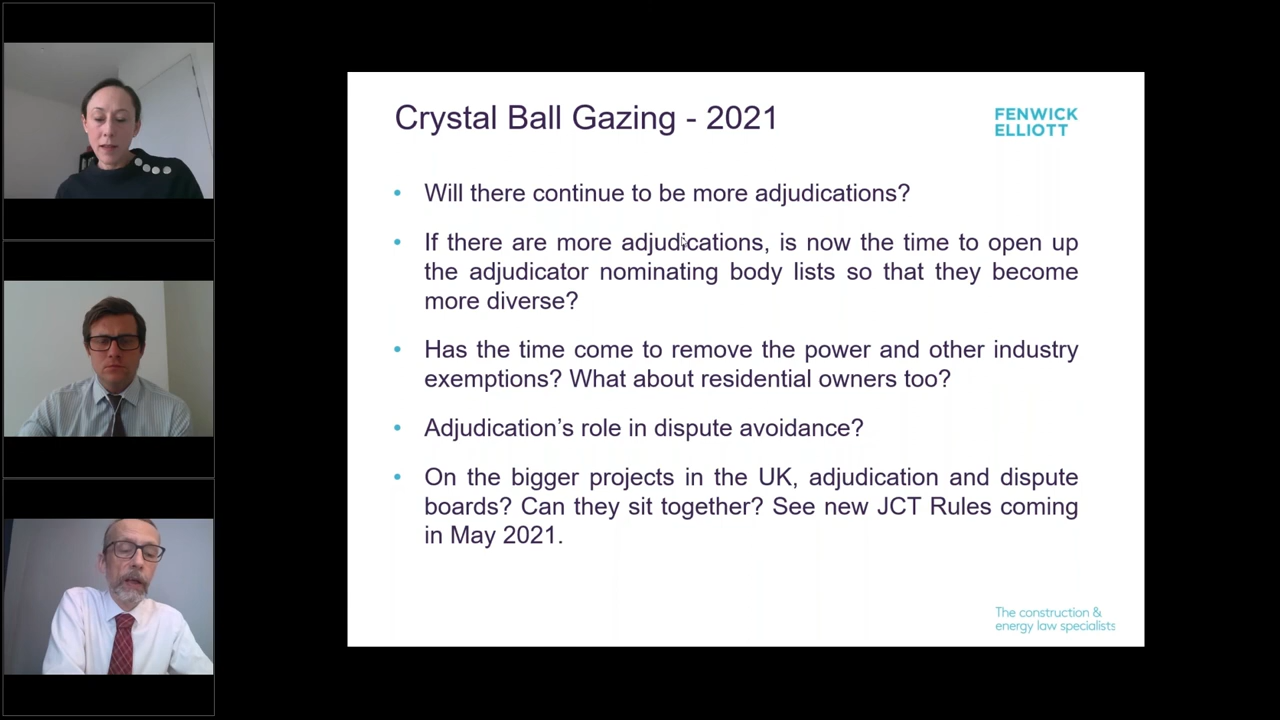 Crystal Ball Gazing - 2021
FENWICK
ELLIOTT
• Will there continue to be more adjudications?
• If there are more adjudications, is now the time to open up
the adjudicator nominating body lists so that they become
more diverse?
• Has the time come to remove the power and other industry
exemptions? What about residential owners too?
• Adjudication’s role in dispute avoidance?
• On the bigger projects in the UK, adjudication and dispute
boards? Can they sit together? See new JCT Rules coming
in May 2021.
The construction &
energy law specialists